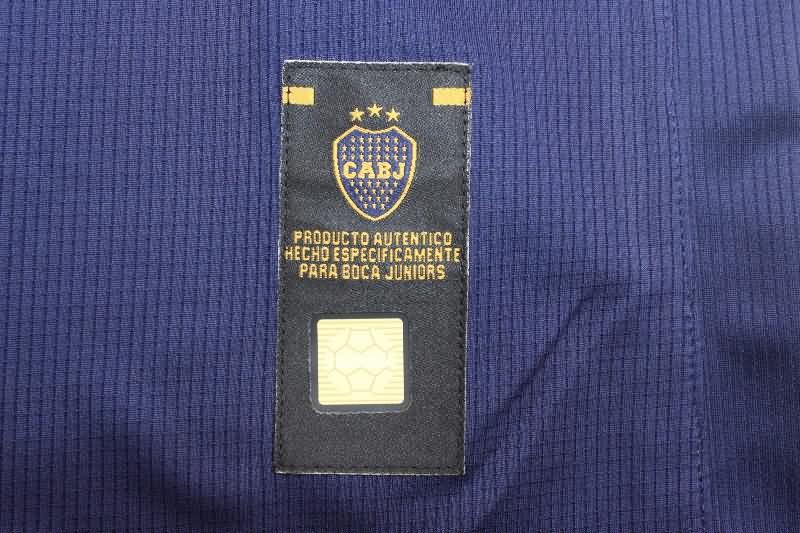 CABJ
PRODUCTO AUTENTICO
HECHO ESPECIFICAMENTE
PARA BOCA JUNIORS